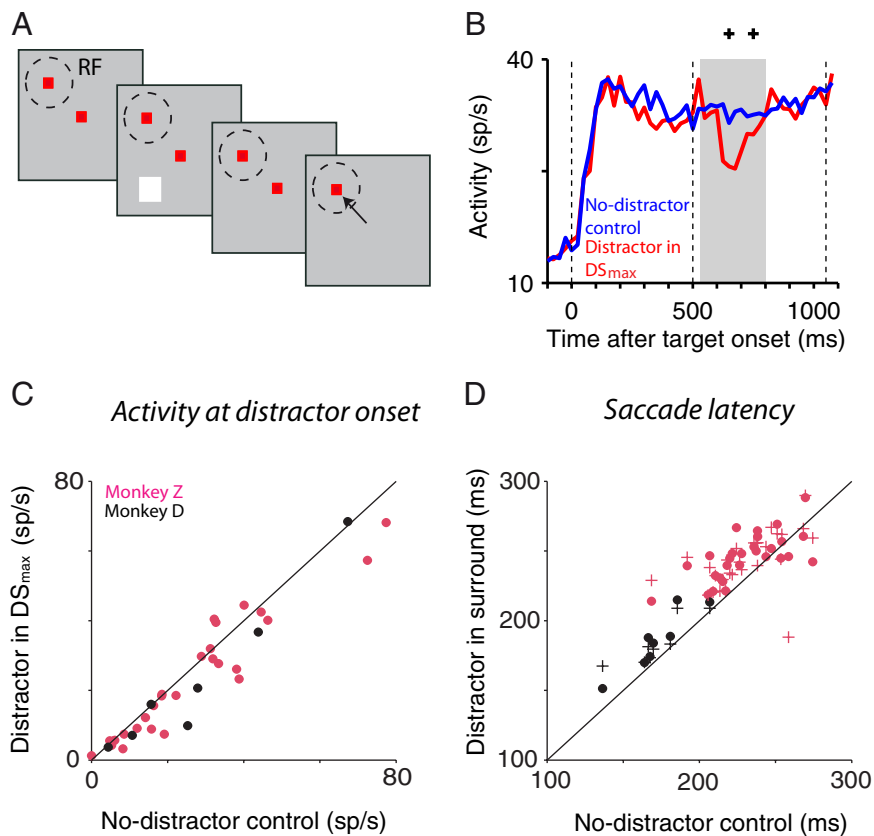 A
RF
B
40
Activity (sp/s)
10
No-distractor
control
Distractor in
DSmax
0
500
1000
Time after target onset (ms)
C
Activity at distractor onset
80
Monkey Z
Monkey D
Distractor in DSmax (sp/s)
0
0
80
No-distractor control (sp/s)
D
Saccade latency
300
Distractor in surround (ms)
200
100
100
200
300
No-distractor control (ms)